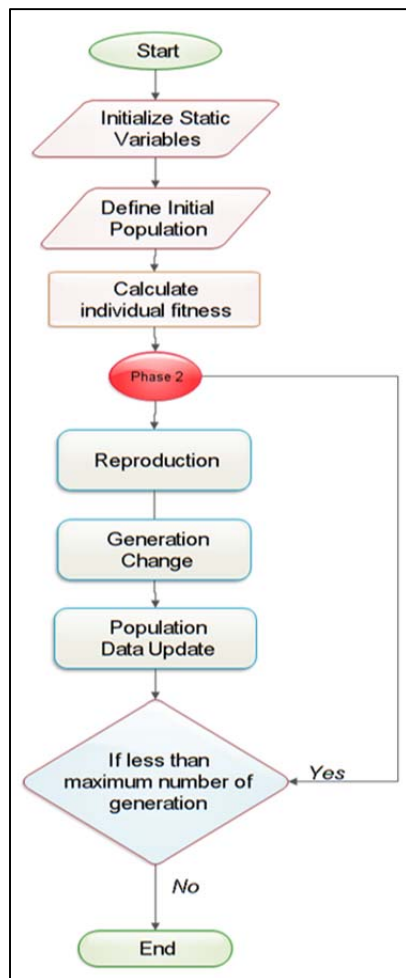 Start
Initialize Static
Variables
Define Initial
Population
Calculate
individual fitness
Phase 2
Reproduction
Generation
Change
Population
Data Update
If less than
maximum number of
generation
Yes
No
End